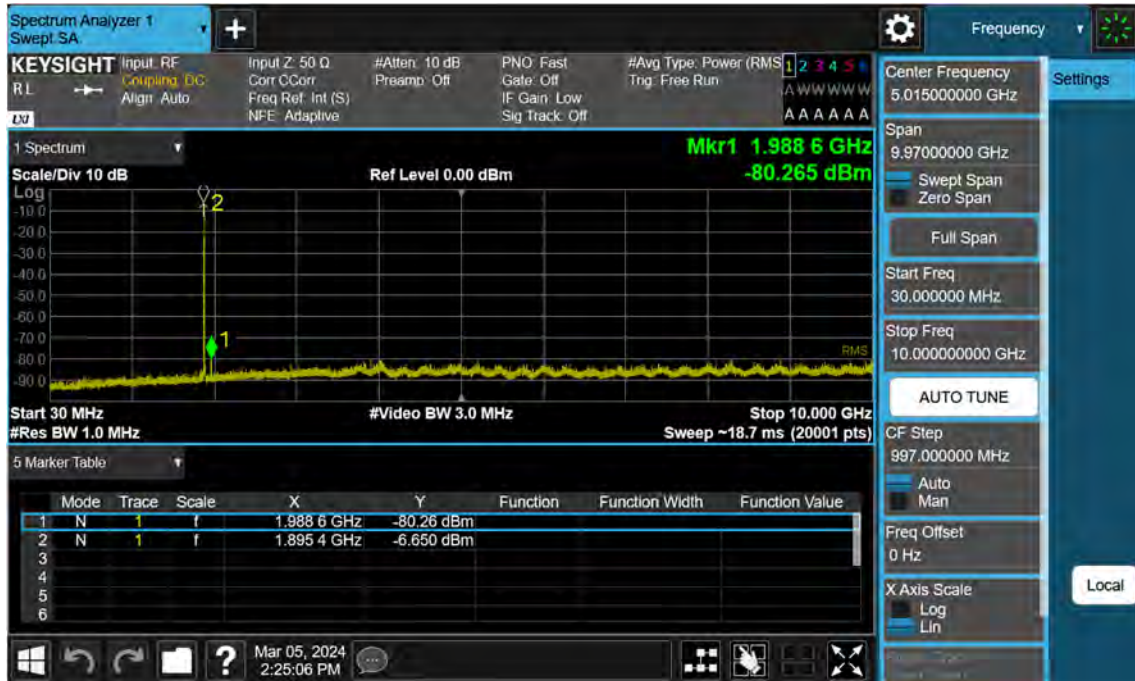 Spectrum Analyzer 1
Swept SA
+
Frequency
KEYSIGHT
RL
LXI
Input: RF
Coupling: DC
Align: Auto
Input Z: 50 Ω
Corr CCorr
Freq Ref: Int (S)
NFE: Adaptive
#Atten: 10 dB
Preamp: Off
PNO: Fast
Gate: Off
IF Gain: Low
Sig Track: Off
#Avg Type: Power (RMS
Trig: Free Run
1 2 3 4 5 6
A W W W W W
A A A A A A
1 Spectrum
Mkr1 1.988 6 GHz
Scale/Div 10 dB
Ref Level 0.00 dBm
-80.265 dBm
Log
-10.0
-20.0
-30.0
-40.0
-50.0
-60.0
-70.0
-80.0
-90.0
2
1
RMS
Start 30 MHz
#Video BW 3.0 MHz
Stop 10.000 GHz
#Res BW 1.0 MHz
Sweep ~18.7 ms (20001 pts)
5 Marker Table
Mode Trace Scale X Y Function Function Width Function Value
1 N 1 f 1.988 6 GHz -80.26 dBm
2 N 1 f 1.895 4 GHz -6.650 dBm
3
4
5
6
?
Mar 05, 2024
2:25:06 PM
Center Frequency
5.015000000 GHz
Span
9.97000000 GHz
Swept Span
Zero Span
Full Span
Start Freq
30.000000 MHz
Stop Freq
10.000000000 GHz
AUTO TUNE
CF Step
997.000000 MHz
Auto
Man
Freq Offset
0 Hz
X Axis Scale
Log
Lin
Settings
Local